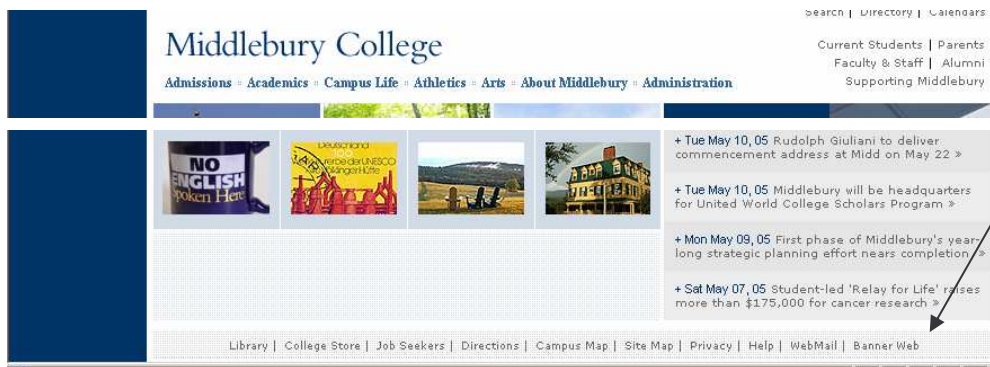 Search | Directory | Calendars
Middlebury College
Current Students | Parents
Faculty & Staff | Alumni
Supporting Middlebury
Admissions Academics Campus Life Athletics Arts About Middlebury Administration
NO
ENGLISH
Spoken Here
Deutschland
100
+ Tue May 10, 05 Rudolph Giuliani to deliver
commencement address at Midd on May 22 »
+ Tue May 10, 05 Middlebury will be headquarters
for United World College Scholars Program »
+ Mon May 09, 05 First phase of Middlebury's year-
long strategic planning effort nears completion. »
+ Sat May 07, 05 Student-led 'Relay for Life' raises
more than $175,000 for cancer research »
Library | College Store | Job Seekers | Directions | Campus Map | Site Map | Privacy | Help | WebMail | Banner Web